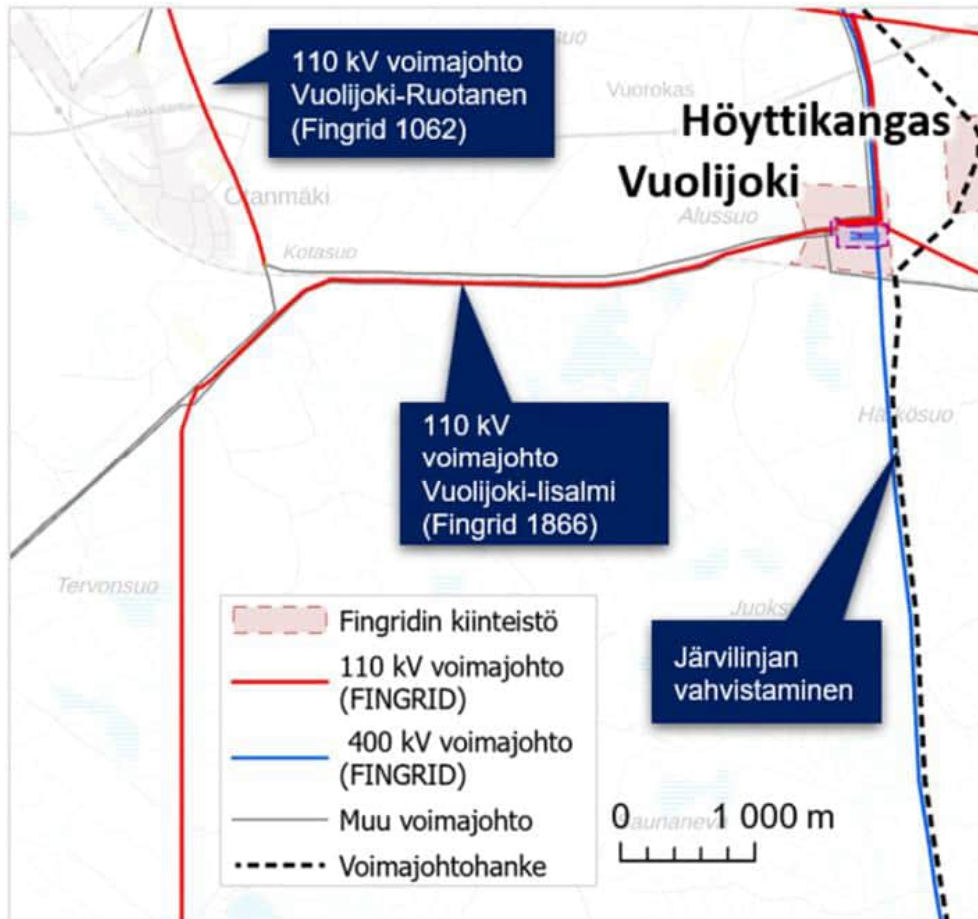 110 kV voimajohto
Vuolijoki-Ruotanen
(Fingrid 1062)
Vuorokas
Höyttikangas
Vuolijoki
Otanmäki
Alussuo
Kotasuo
110 kV
voimajohto
Vuolijoki-Iisalmi
(Fingrid 1866)
Tervonsuo
Järvilinjan
vahvistaminen
Fingridin kiinteistö
110 kV voimajohto
(FINGRID)
400 kV voimajohto
(FINGRID)
Muu voimajohto
Voimajohtohanke
0 1 000 m
Saunaneva